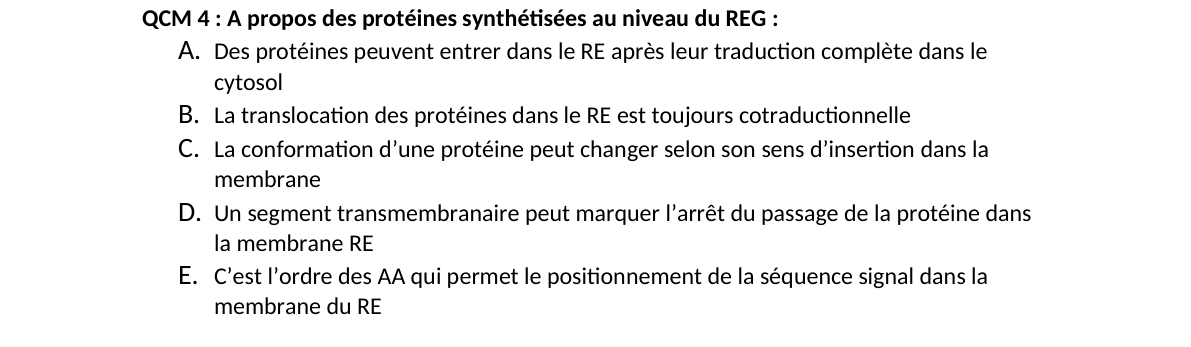 QCM 4 : A propos des protéines synthétisées au niveau du REG :
A. Des protéines peuvent entrer dans le RE après leur traduction complète dans le
cytosol
B. La translocation des protéines dans le RE est toujours cotraductionnelle
C. La conformation d’une protéine peut changer selon son sens d’insertion dans la
membrane
D. Un segment transmembranaire peut marquer l’arrêt du passage de la protéine dans
la membrane RE
E. C’est l’ordre des AA qui permet le positionnement de la séquence signal dans la
membrane du RE